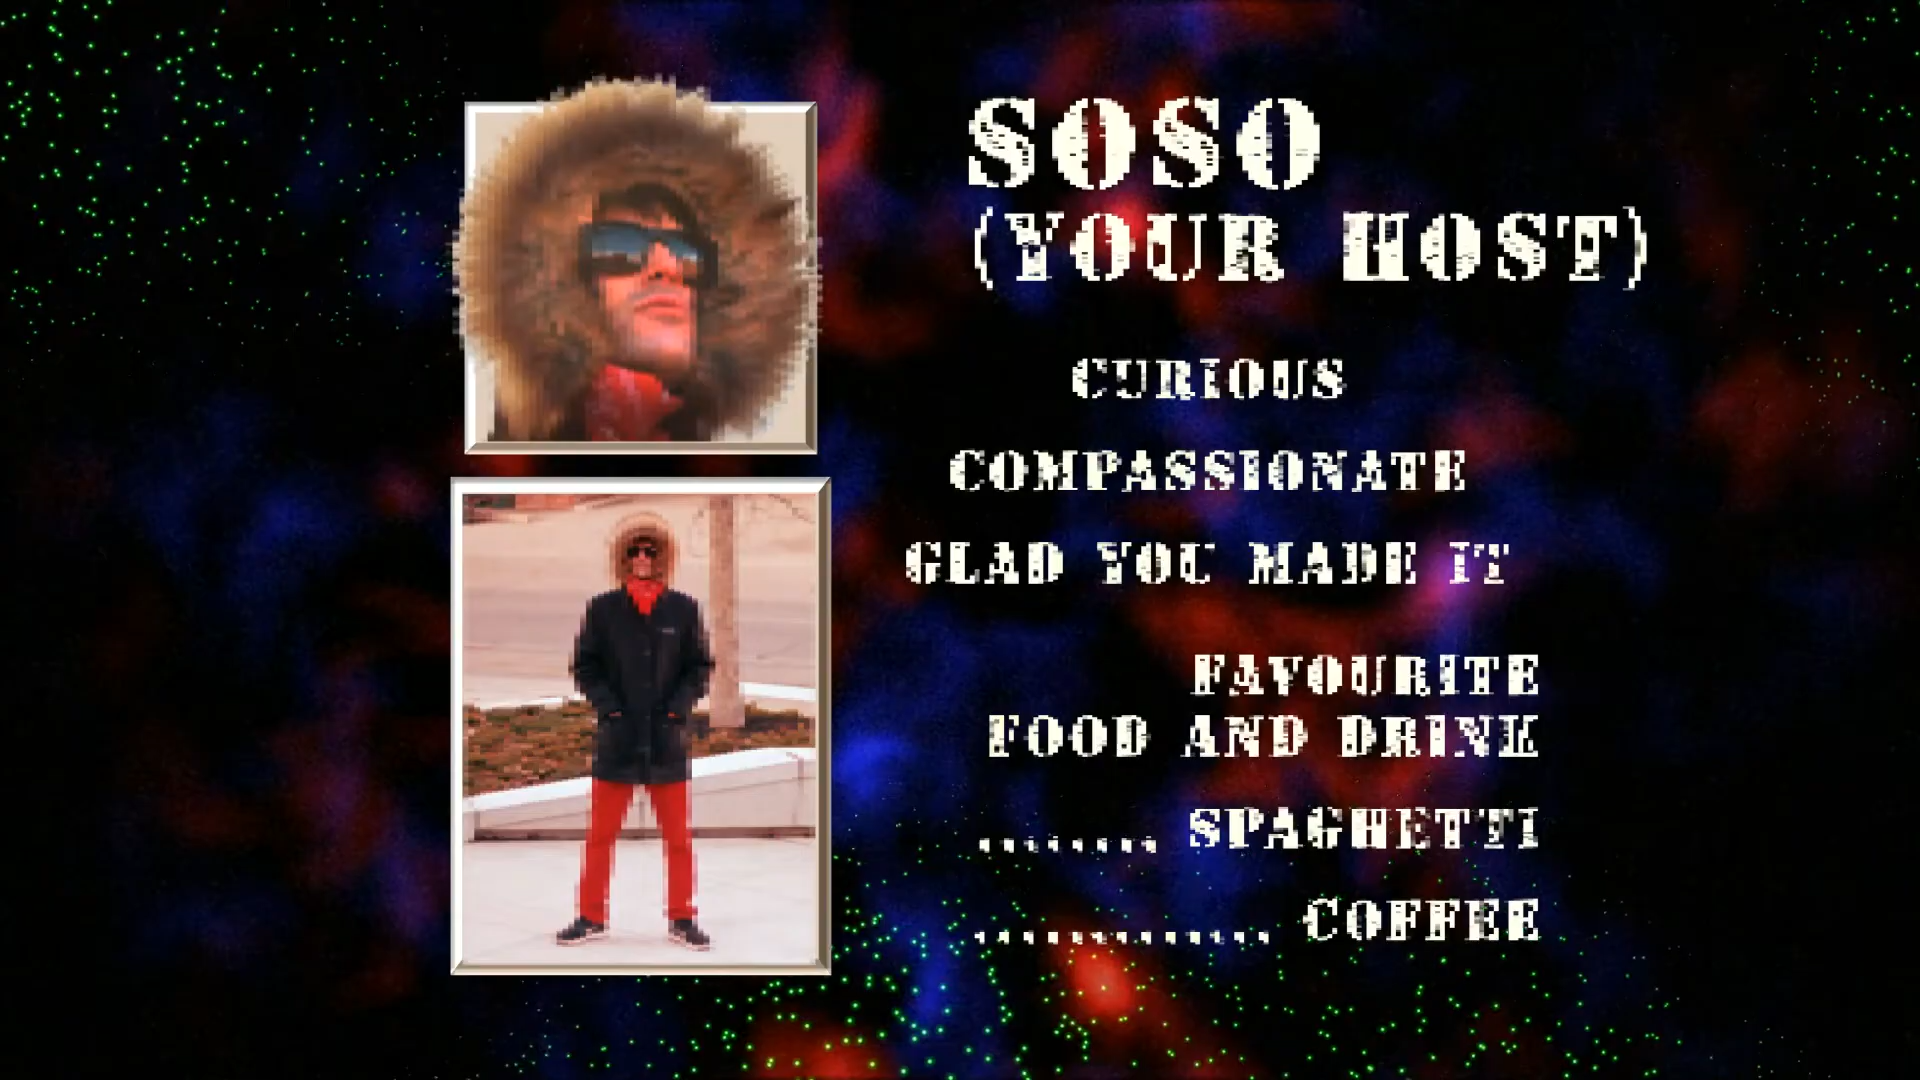 SOSO
(YOUR HOST)
CURIOUS
COMPASSIONATE
GLAD YOU MADE IT
FAVOURITE
FOOD AND DRINK
........ SPAGHETTI
............. COFFEE